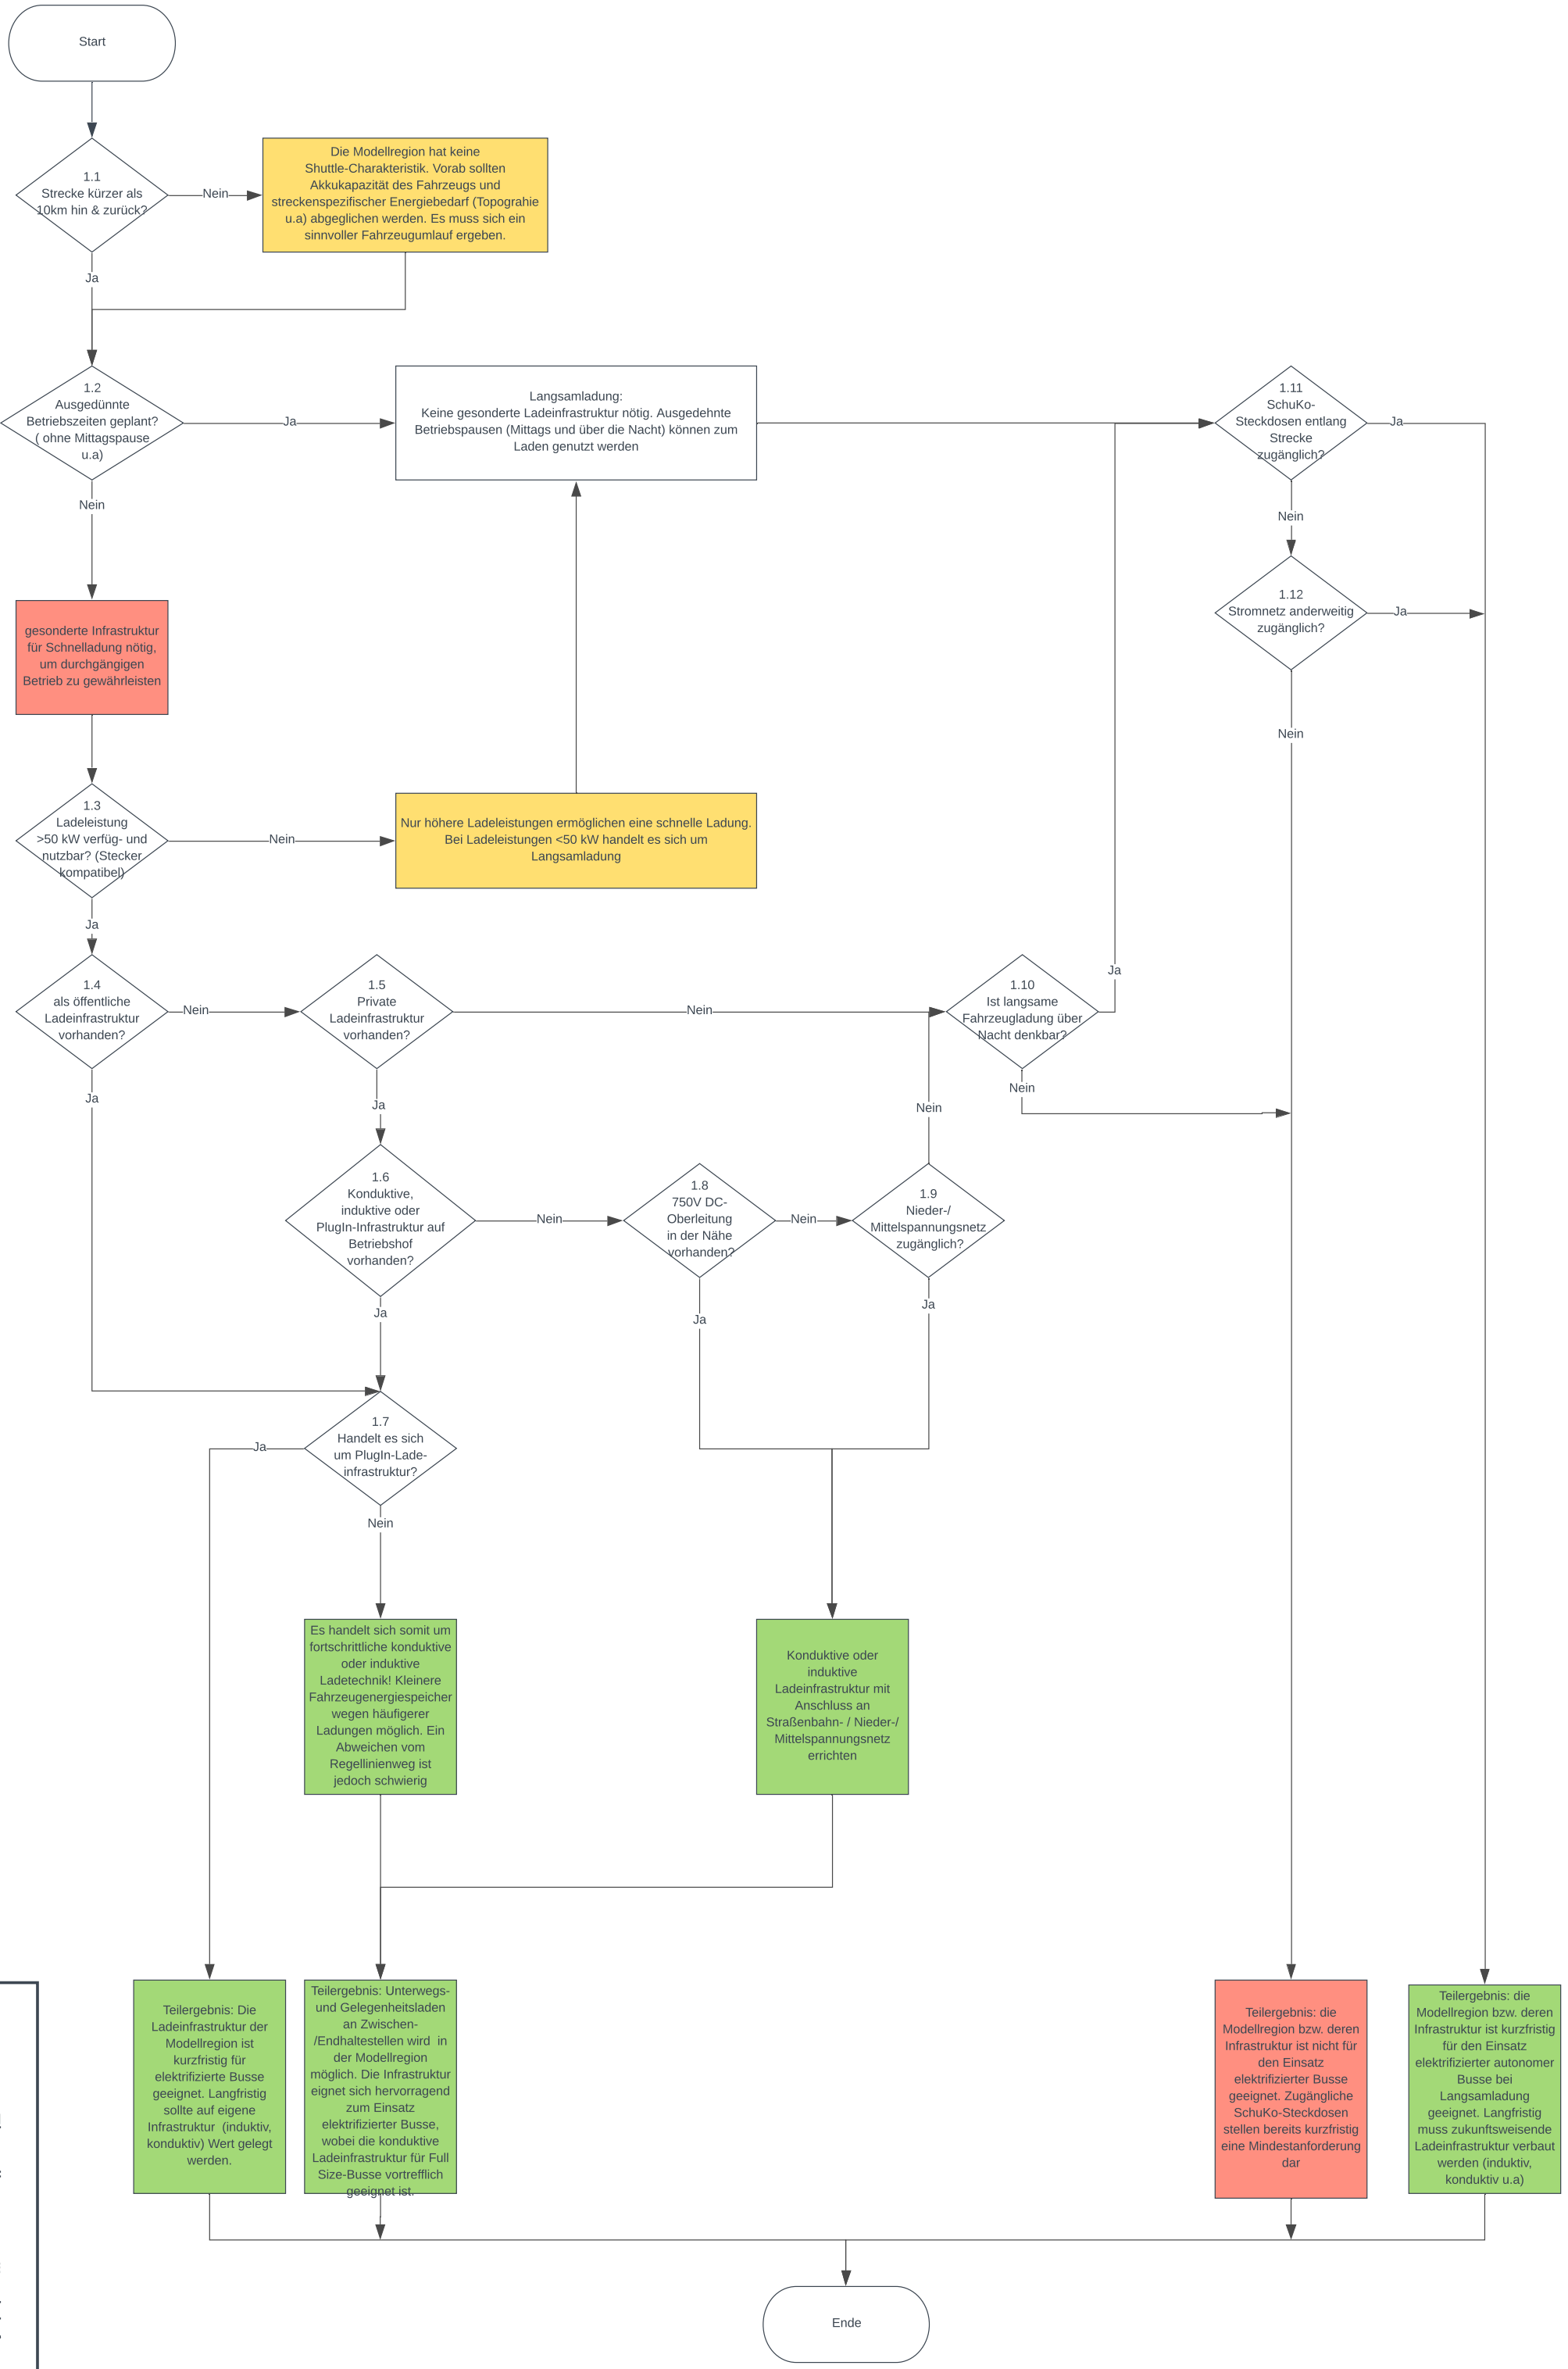 Start
1.1
Strecke kürzer als
10km hin & zurück?
Nein
Die Modellregion hat keine
Shuttle-Charakteristik. Vorab sollten
Akkukapazität des Fahrzeugs und
streckenspezifischer Energiebedarf (Topograhie
u.a) abgeglichen werden. Es muss sich ein
sinnvoller Fahrzeugumlauf ergeben.
Ja
1.2
Ausgedünnte
Betriebszeiten geplant?
( ohne Mittagspause
u.a)
Ja
Langsamladung:
Keine gesonderte Ladeinfrastruktur nötig. Ausgedehnte
Betriebspausen (Mittags und über die Nacht) können zum
Laden genutzt werden
1.11
SchuKo-
Steckdosen entlang
Strecke
zugänglich?
Ja
Nein
Nein
1.12
Stromnetz anderweitig
zugänglich?
Ja
Nein
gesonderte Infrastruktur
für Schnelladung nötig,
um durchgängigen
Betrieb zu gewährleisten
1.3
Ladeleistung
>50 kW verfüg- und
nutzbar? (Stecker
kompatibel)
Nein
Nur höhere Ladeleistungen ermöglichen eine schnelle Ladung.
Bei Ladeleistungen <50 kW handelt es sich um
Langsamladung
Ja
1.4
als öffentliche
Ladeinfrastruktur
vorhanden?
Nein
1.5
Private
Ladeinfrastruktur
vorhanden?
Nein
1.10
Ist langsame
Fahrzeugladung über
Nacht denkbar?
Ja
Nein
Ja
Ja
Nein
1.6
Konduktive,
induktive oder
PlugIn-Infrastruktur auf
Betriebshof
vorhanden?
Nein
1.8
750V DC-
Oberleitung
in der Nähe
vorhanden?
Nein
1.9
Nieder-/
Mittelspannungsnetz
zugänglich?
Ja
Ja
Ja
1.7
Handelt es sich
um PlugIn-Lade-
infrastruktur?
Ja
Nein
Es handelt sich somit um
fortschrittliche konduktive
oder induktive
Ladetechnik! Kleinere
Fahrzeugenergiespeicher
wegen häufigerer
Ladungen möglich. Ein
Abweichen vom
Regellinienweg ist
jedoch schwierig
Konduktive oder
induktive
Ladeinfrastruktur mit
Anschluss an
Straßenbahn- / Nieder-/
Mittelspannungsnetz
errichten
Teilergebnis: Die
Ladeinfrastruktur der
Modellregion ist
kurzfristig für
elektrifizierte Busse
geeignet. Langfristig
sollte auf eigene
Infrastruktur  (induktiv,
konduktiv) Wert gelegt
werden.
Teilergebnis: Unterwegs-
und Gelegenheitsladen
an Zwischen-
/Endhaltestellen wird  in
der Modellregion
möglich. Die Infrastruktur
eignet sich hervorragend
zum Einsatz
elektrifizierter Busse,
wobei die konduktive
Ladeinfrastruktur für Full
Size-Busse vortrefflich
geeignet ist.
Teilergebnis: die
Modellregion bzw. deren
Infrastruktur ist nicht für
den Einsatz
elektrifizierter Busse
geeignet. Zugängliche
SchuKo-Steckdosen
stellen bereits kurzfristig
eine Mindestanforderung
dar
Teilergebnis: die
Modellregion bzw. deren
Infrastruktur ist kurzfristig
für den Einsatz
elektrifizierter autonomer
Busse bei
Langsamladung
geeignet. Langfristig
muss zukunftsweisende
Ladeinfrastruktur verbaut
werden (induktiv,
konduktiv u.a)
Ende